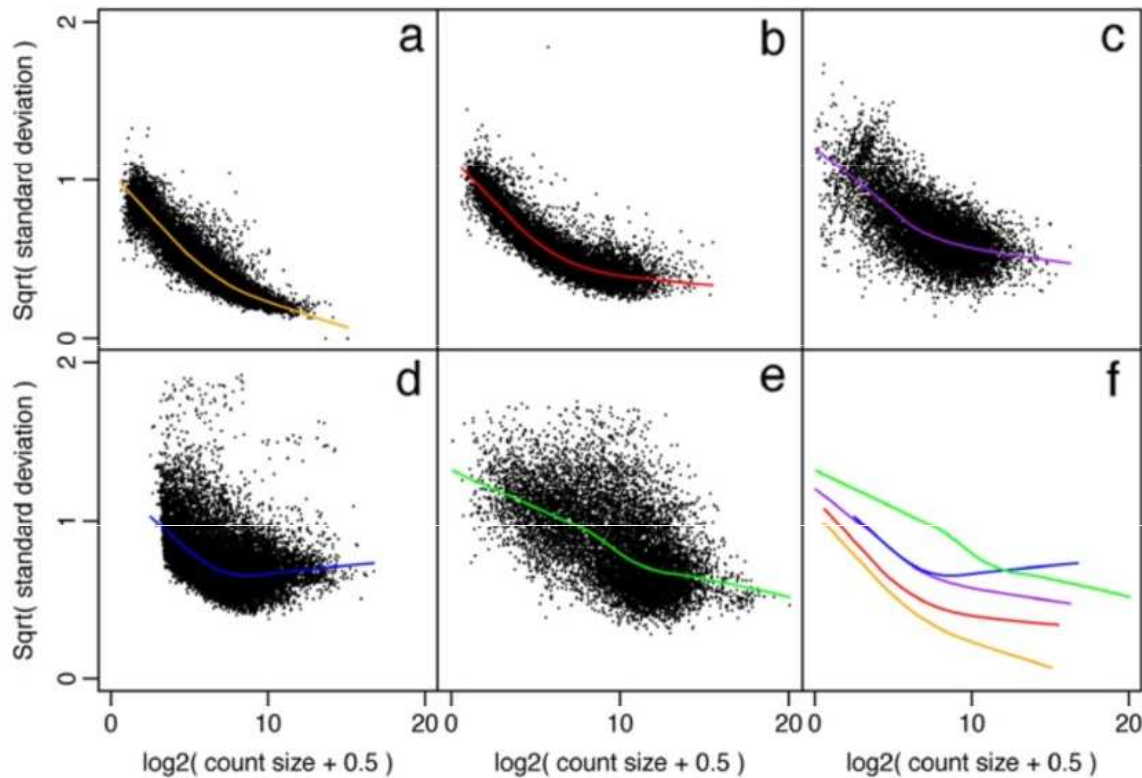 2
a
b
c
Sqrt( standard deviation )
1
0
2
d
e
f
Sqrt( standard deviation )
1
0
0 10 20 0 10 20 0 10 20
log2( count size + 0.5 ) log2( count size + 0.5 ) log2( count size + 0.5 )